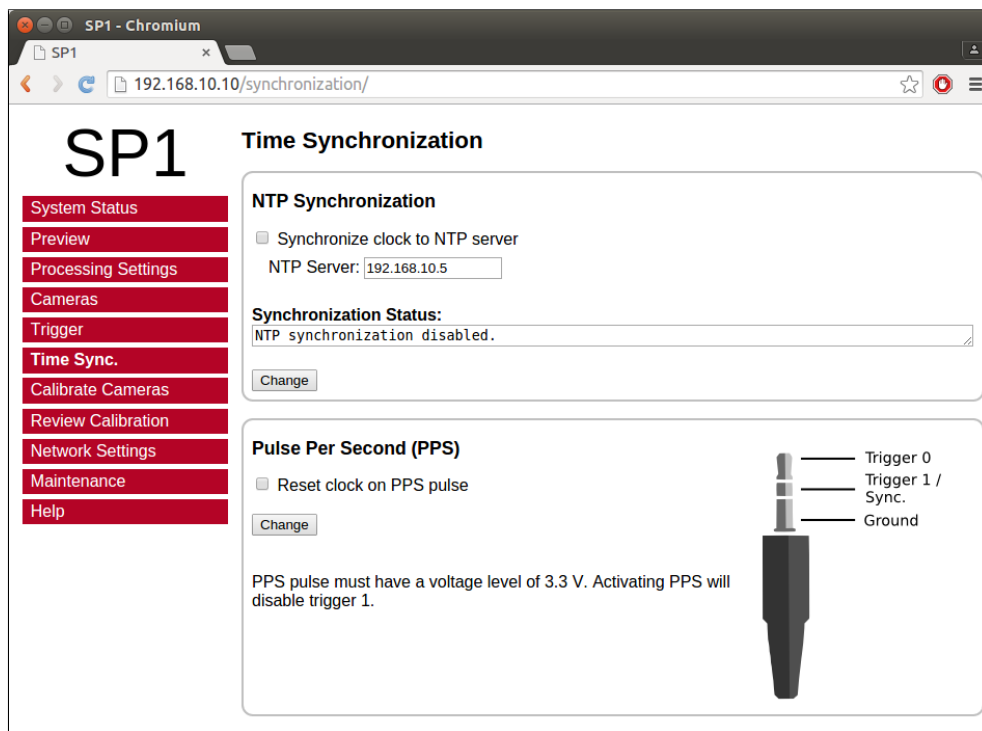 SP1 - Chromium
SP1
192.168.10.10/synchronization/
SP1
System Status
Preview
Processing Settings
Cameras
Trigger
Time Sync.
Calibrate Cameras
Review Calibration
Network Settings
Maintenance
Help
Time Synchronization
NTP Synchronization
Synchronize clock to NTP server
NTP Server: 192.168.10.5
Synchronization Status:
NTP synchronization disabled.
Change
Pulse Per Second (PPS)
Reset clock on PPS pulse
Change
PPS pulse must have a voltage level of 3.3 V. Activating PPS will
disable trigger 1.
Trigger 0
Trigger 1 /
Sync.
Ground